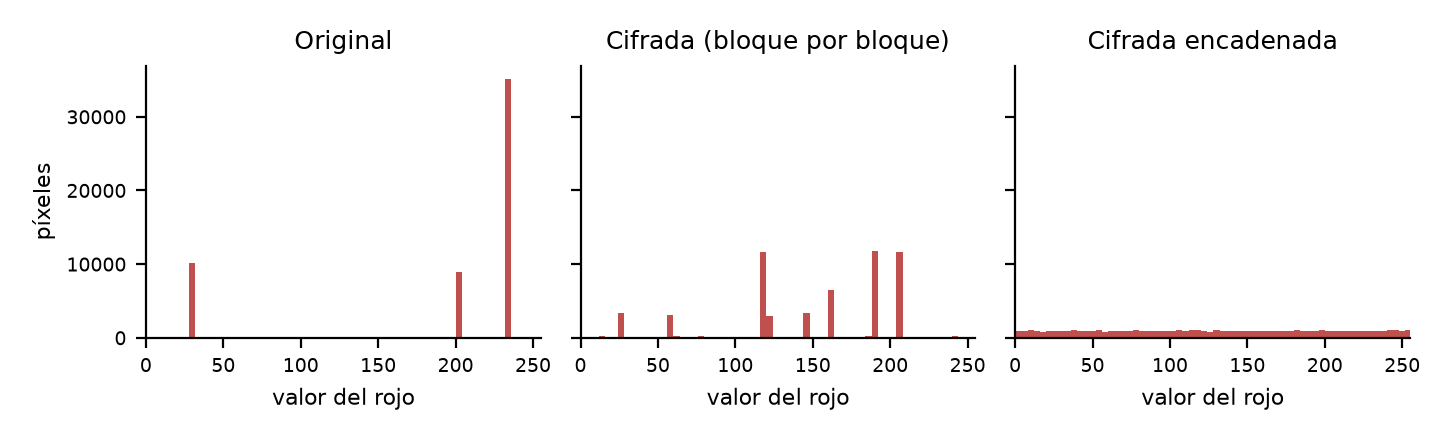 Original
Cifrada (bloque por bloque)
Cifrada encadenada
píxeles
30000
20000
10000
0
0 50 100 150 200 250
0 50 100 150 200 250
0 50 100 150 200 250
valor del rojo
valor del rojo
valor del rojo